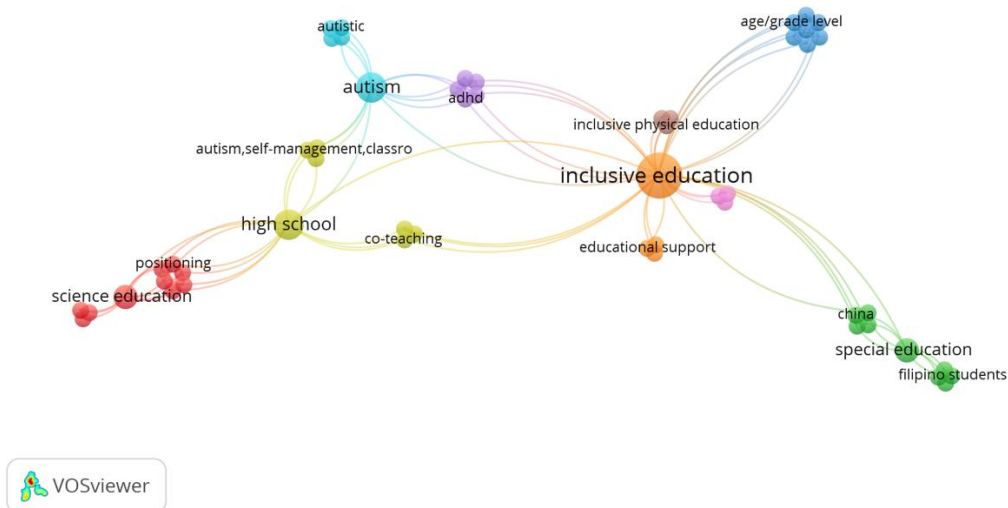 age/grade level
autistic
autism
adhd
inclusive physical education
autism,self-management,classro
inclusive education
high school
co-teaching
educational support
positioning
science education
china
special education
filipino students
VOSviewer